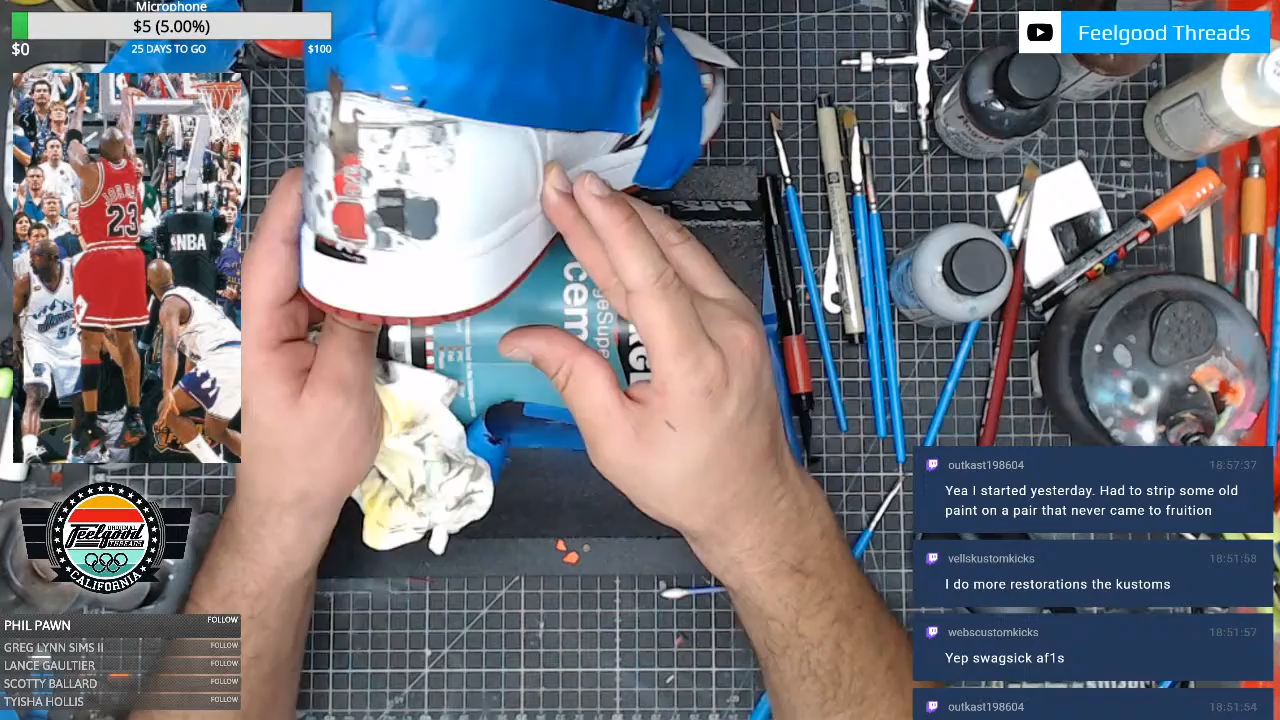 Microphone
$5 (5.00%)
$0
25 DAYS TO GO
$100
Feelgood Threads
JORDAN
23
NBA
cem
ORIGINAL
Feelgood
THREADS
CALIFORNIA
PHIL PAWN
FOLLOW
GREG LYNN SIMS II
FOLLOW
LANCE GAULTIER
FOLLOW
SCOTTY BALLARD
FOLLOW
TYISHA HOLLIS
FOLLOW
outkast198604
18:57:37
Yea I started yesterday. Had to strip some old
paint on a pair that never came to fruition
vellskustomkicks
18:51:58
I do more restorations the kustoms
webscustomkicks
18:51:57
Yep swagsick af1s
outkast198604
18:51:54